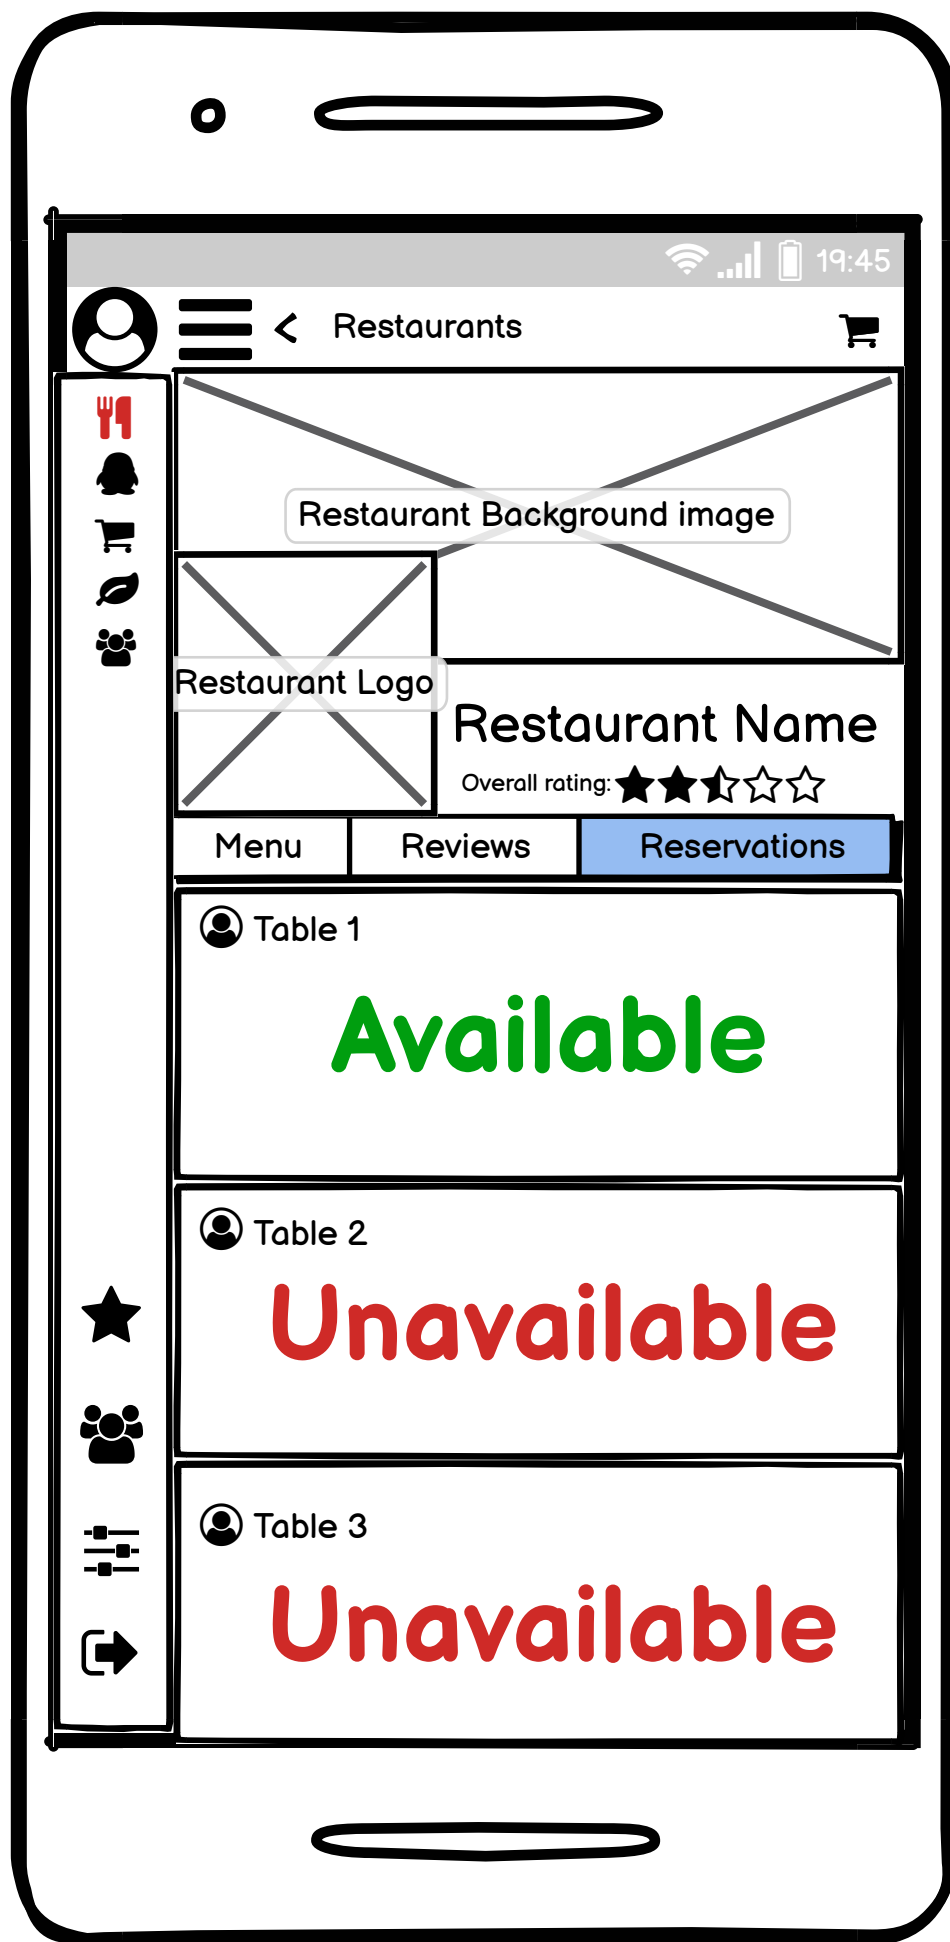 19:45
Restaurants
Restaurant Background image
Restaurant Logo
Restaurant Name
Overall rating:
Menu Reviews Reservations
Table 1
Available
Table 2
Unavailable
Table 3
Unavailable